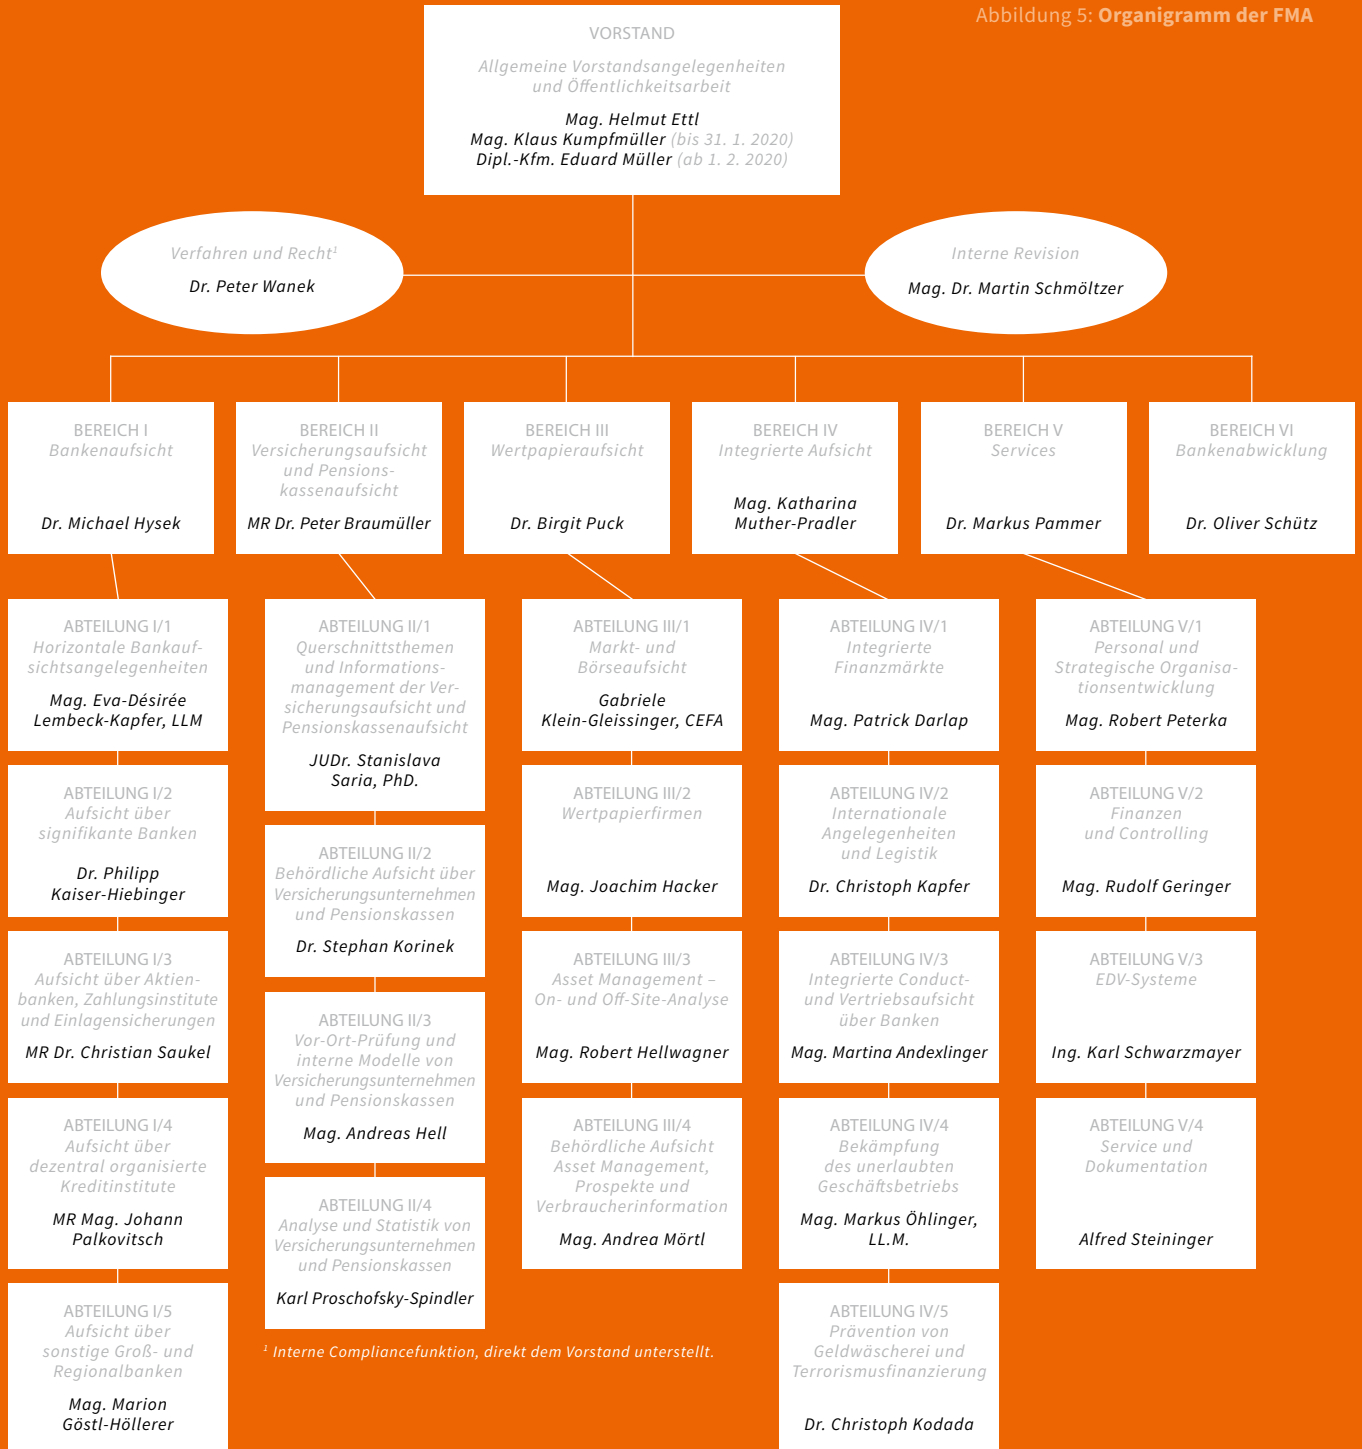 Abbildung 5: Organigramm der FMA
VORSTAND
Allgemeine Vorstandsangelegenheiten
und Öffentlichkeitsarbeit
Mag. Helmut Ettl
Mag. Klaus Kumpfmüller (bis 31. 1. 2020)
Dipl.-Kfm. Eduard Müller (ab 1. 2. 2020)
Verfahren und Recht¹
Dr. Peter Wanek
Interne Revision
Mag. Dr. Martin Schmöltzer
BEREICH I
Bankenaufsicht
Dr. Michael Hysek
BEREICH II
Versicherungsaufsicht
und Pensions-
kassenaufsicht
MR Dr. Peter Braumüller
BEREICH III
Wertpapieraufsicht
Dr. Birgit Puck
BEREICH IV
Integrierte Aufsicht
Mag. Katharina
Muther-Pradler
BEREICH V
Services
Dr. Markus Pammer
BEREICH VI
Bankenabwicklung
Dr. Oliver Schütz
ABTEILUNG I/1
Horizontale Bankauf-
sichtsangelegenheiten
Mag. Eva-Désirée
Lembeck-Kapfer, LLM
ABTEILUNG I/2
Aufsicht über
signifikante Banken
Dr. Philipp
Kaiser-Hiebinger
ABTEILUNG I/3
Aufsicht über Aktien-
banken, Zahlungsinstitute
und Einlagensicherungen
MR Dr. Christian Saukel
ABTEILUNG I/4
Aufsicht über
dezentral organisierte
Kreditinstitute
MR Mag. Johann
Palkovitsch
ABTEILUNG I/5
Aufsicht über
sonstige Groß- und
Regionalbanken
Mag. Marion
Göstl-Höllerer
ABTEILUNG II/1
Querschnittsthemen
und Informations-
management der Ver-
sicherungsaufsicht und
Pensionskassenaufsicht
JUDr. Stanislava
Saria, PhD.
ABTEILUNG II/2
Behördliche Aufsicht über
Versicherungsunternehmen
und Pensionskassen
Dr. Stephan Korinek
ABTEILUNG II/3
Vor-Ort-Prüfung und
interne Modelle von
Versicherungsunternehmen
und Pensionskassen
Mag. Andreas Hell
ABTEILUNG II/4
Analyse und Statistik von
Versicherungsunternehmen
und Pensionskassen
Karl Proschofsky-Spindler
ABTEILUNG III/1
Markt- und
Börseaufsicht
Gabriele
Klein-Gleissinger, CEFA
ABTEILUNG III/2
Wertpapierfirmen
Mag. Joachim Hacker
ABTEILUNG III/3
Asset Management –
On- und Off-Site-Analyse
Mag. Robert Hellwagner
ABTEILUNG III/4
Behördliche Aufsicht
Asset Management,
Prospekte und
Verbraucherinformation
Mag. Andrea Mörtl
ABTEILUNG IV/1
Integrierte
Finanzmärkte
Mag. Patrick Darlap
ABTEILUNG IV/2
Internationale
Angelegenheiten
und Legistik
Dr. Christoph Kapfer
ABTEILUNG IV/3
Integrierte Conduct-
und Vertriebsaufsicht
über Banken
Mag. Martina Andexlinger
ABTEILUNG IV/4
Bekämpfung
des unerlaubten
Geschäftsbetriebs
Mag. Markus Öhlinger,
LL.M.
ABTEILUNG IV/5
Prävention von
Geldwäscherei und
Terrorismusfinanzierung
Dr. Christoph Kodada
ABTEILUNG V/1
Personal und
Strategische Organisa-
tionsentwicklung
Mag. Robert Peterka
ABTEILUNG V/2
Finanzen
und Controlling
Mag. Rudolf Geringer
ABTEILUNG V/3
EDV-Systeme
Ing. Karl Schwarzmayer
ABTEILUNG V/4
Service und
Dokumentation
Alfred Steininger
¹ Interne Compliancefunktion, direkt dem Vorstand unterstellt.